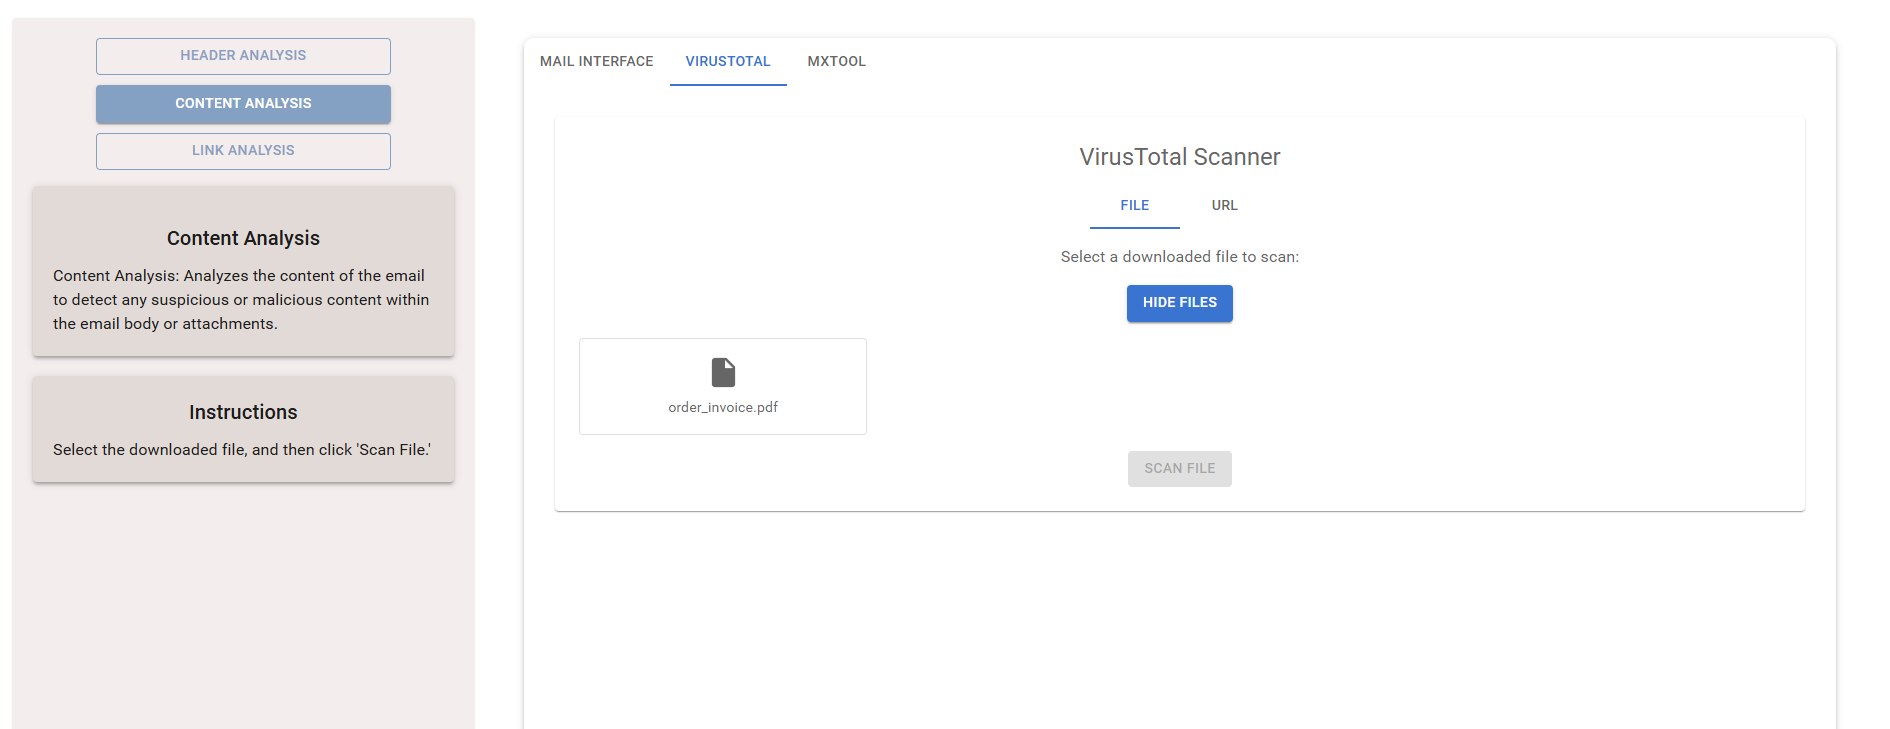 HEADER ANALYSIS
CONTENT ANALYSIS
LINK ANALYSIS
Content Analysis
Content Analysis: Analyzes the content of the email
to detect any suspicious or malicious content within
the email body or attachments.
Instructions
Select the downloaded file, and then click 'Scan File.'
MAIL INTERFACE VIRUSTOTAL MXTOOL
VirusTotal Scanner
FILE URL
Select a downloaded file to scan:
HIDE FILES
order_invoice.pdf
SCAN FILE